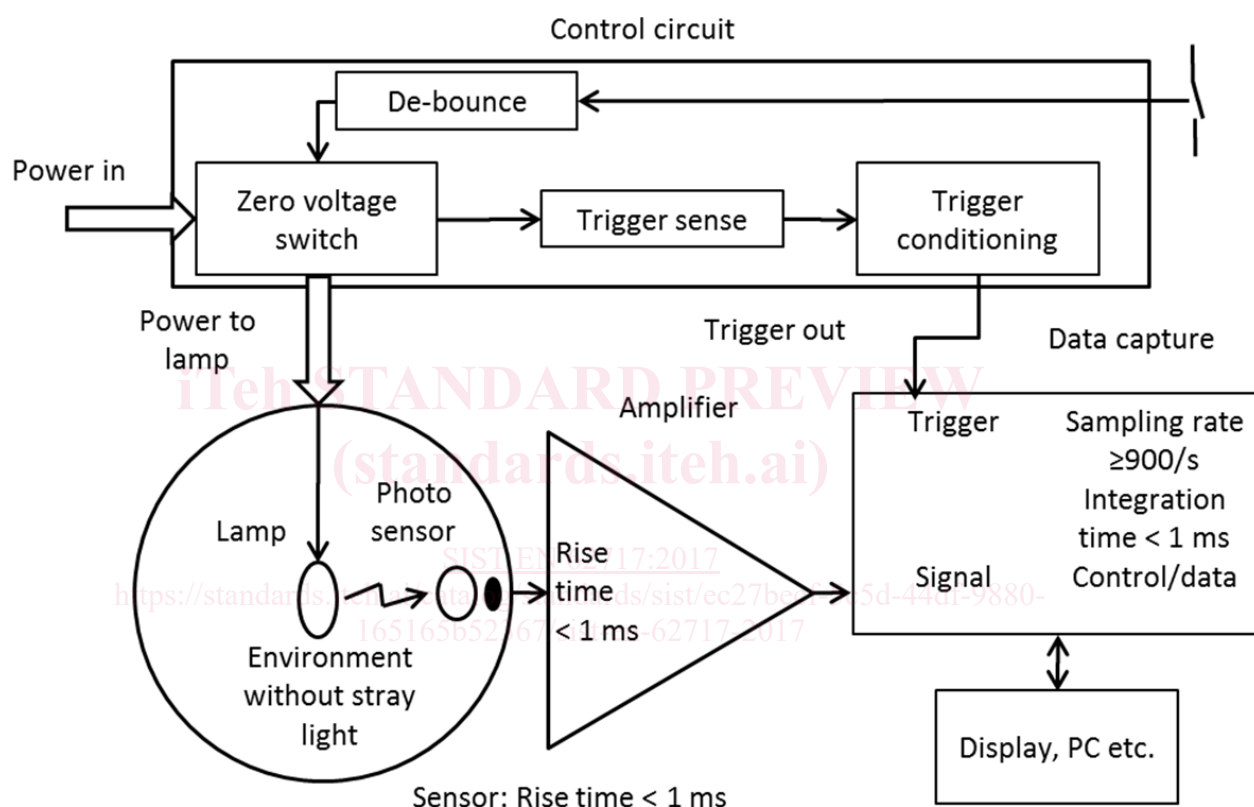 Control circuit
De-bounce
Power in
Zero voltage
switch
Trigger sense
Trigger
conditioning
Power to
lamp
Trigger out
Data capture
iTeh STANDARD PREVIEW
(standards.iteh.ai)
Amplifier
Trigger
Sampling rate
≥900/s
Integration
time < 1 ms
Control/data
Signal
Photo
sensor
Lamp
Rise
time
< 1 ms
SIST EN 62717:2017
Environment
without stray
light
Display, PC etc.
Sensor: Rise time < 1 ms